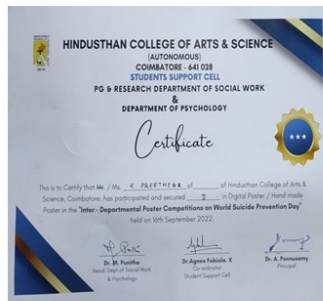 HINDUSTHAN COLLEGE OF ARTS & SCIENCE
(AUTONOMOUS)
COIMBATORE - 641 028
STUDENTS SUPPORT CELL
PG & RESEARCH DEPARTMENT OF SOCIAL WORK
&
DEPARTMENT OF PSYCHOLOGY
Certificate
This is to Certify that Mr. / Ms. K. PREETHIKA of of Hindusthan College of Arts &
Science, Coimbatore, has participated and secured in Digital Poster / Hand made
Poster in the "Inter - Departmental Poster Competitions on World Suicide Prevention Day"
held on 16th September 2022.
Dr. M. Punitha
Head, Dept of Social Work
& Psychology
Dr.Agnes Febiola. X
Co-ordinator
Student Support Cell
Dr. A. Ponnusamy
Principal